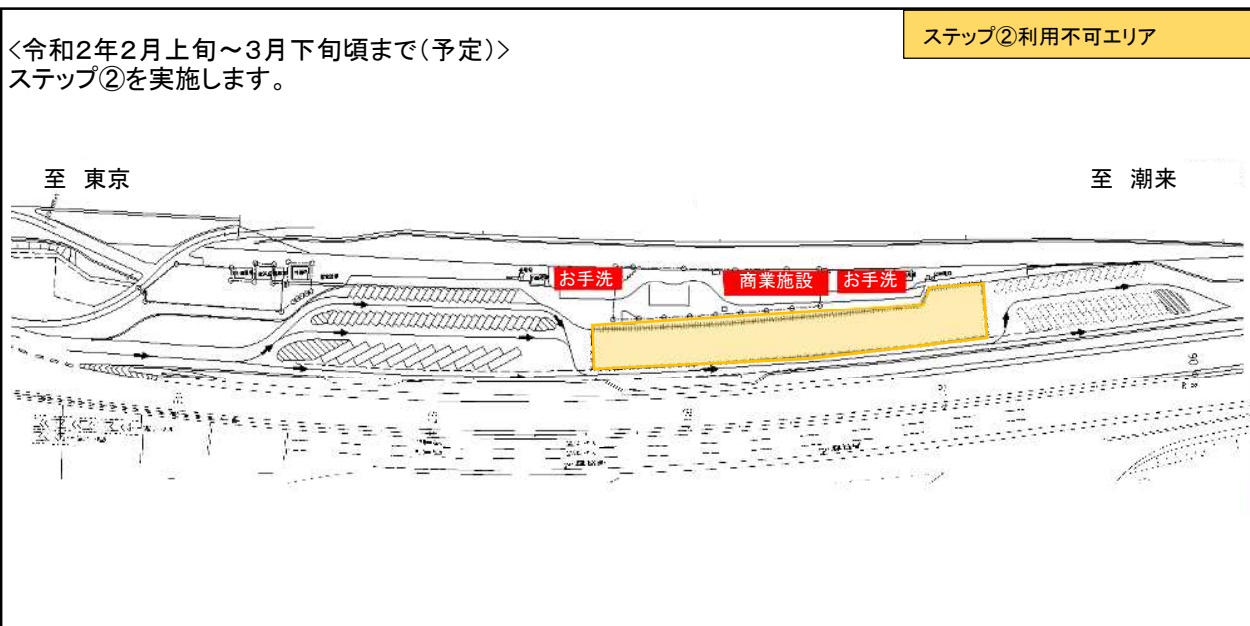 <令和2年2月上旬～3月下旬頃まで(予定)>
ステップ②を実施します。
ステップ②利用不可エリア
至　東京
至　潮来
お手洗
商業施設
お手洗